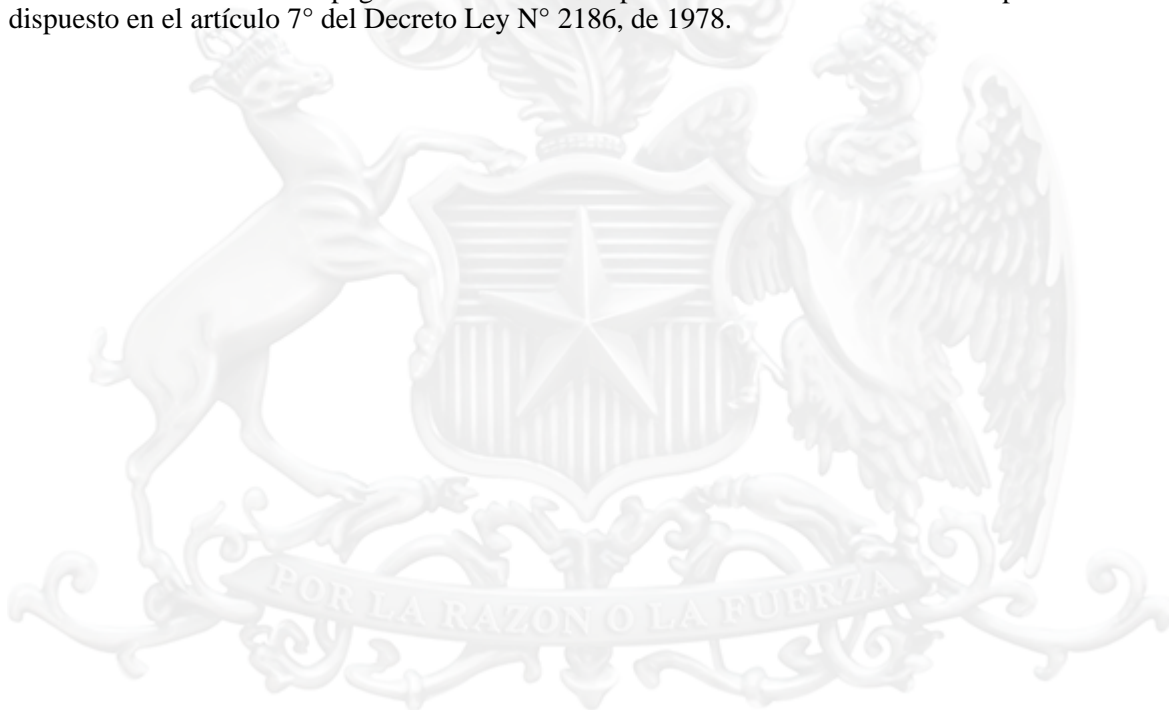 dispuesto en el artículo 7° del Decreto Ley N° 2186, de 1978.
POR LA RAZON O LA FUERZA